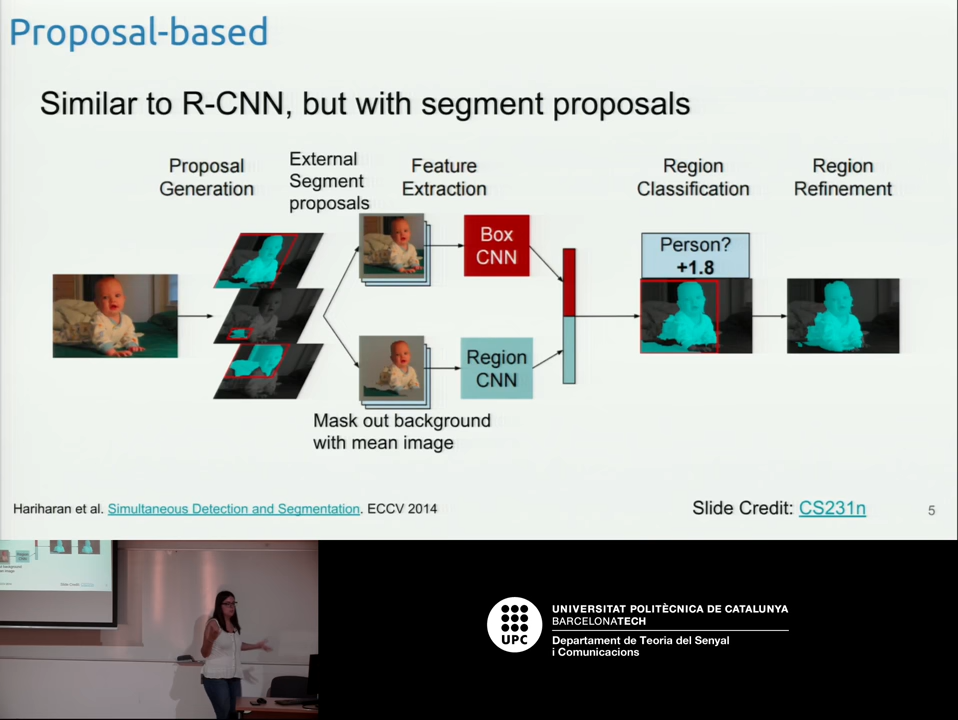 Proposal-based
Similar to R-CNN, but with segment proposals
Proposal
Generation
External
Segment
proposals
Feature
Extraction
Region
Classification
Region
Refinement
Box
CNN
Person?
+1.8
Region
CNN
Mask out background
with mean image
Hariharan et al. Simultaneous Detection and Segmentation. ECCV 2014
Slide Credit: CS231n
5
UPC
UNIVERSITAT POLITÈCNICA DE CATALUNYA
BARCELONATECH
Departament de Teoria del Senyal
i Comunicacions